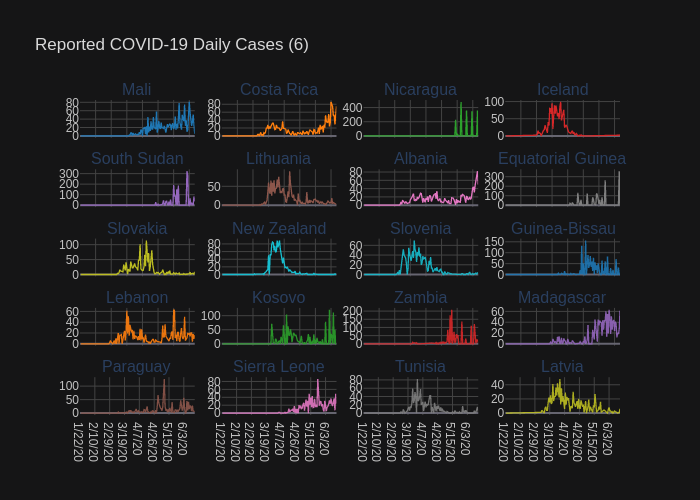 Reported COVID-19 Daily Cases (6)
Mali Costa Rica Nicaragua Iceland
80 60 40 20 0
80 60 40 20 0
400 200 0
100 50 0
South Sudan Lithuania Albania Equatorial Guinea
300 200 100 0
50 0
80 60 40 20 0
300 200 100 0
Slovakia New Zealand Slovenia Guinea-Bissau
100 50 0
80 60 40 20 0
60 40 20 0
150 100 50 0
Lebanon Kosovo Zambia Madagascar
60 40 20 0
100 50 0
200 150 100 50 0
60 40 20 0
Paraguay Sierra Leone Tunisia Latvia
100 50 0
80 60 40 20 0
80 60 40 20 0
40 20 0
1/22/20 2/10/20 2/29/20 3/19/20 4/7/20 4/26/20 5/15/20 6/3/20
1/22/20 2/10/20 2/29/20 3/19/20 4/7/20 4/26/20 5/15/20 6/3/20
1/22/20 2/10/20 2/29/20 3/19/20 4/7/20 4/26/20 5/15/20 6/3/20
1/22/20 2/10/20 2/29/20 3/19/20 4/7/20 4/26/20 5/15/20 6/3/20